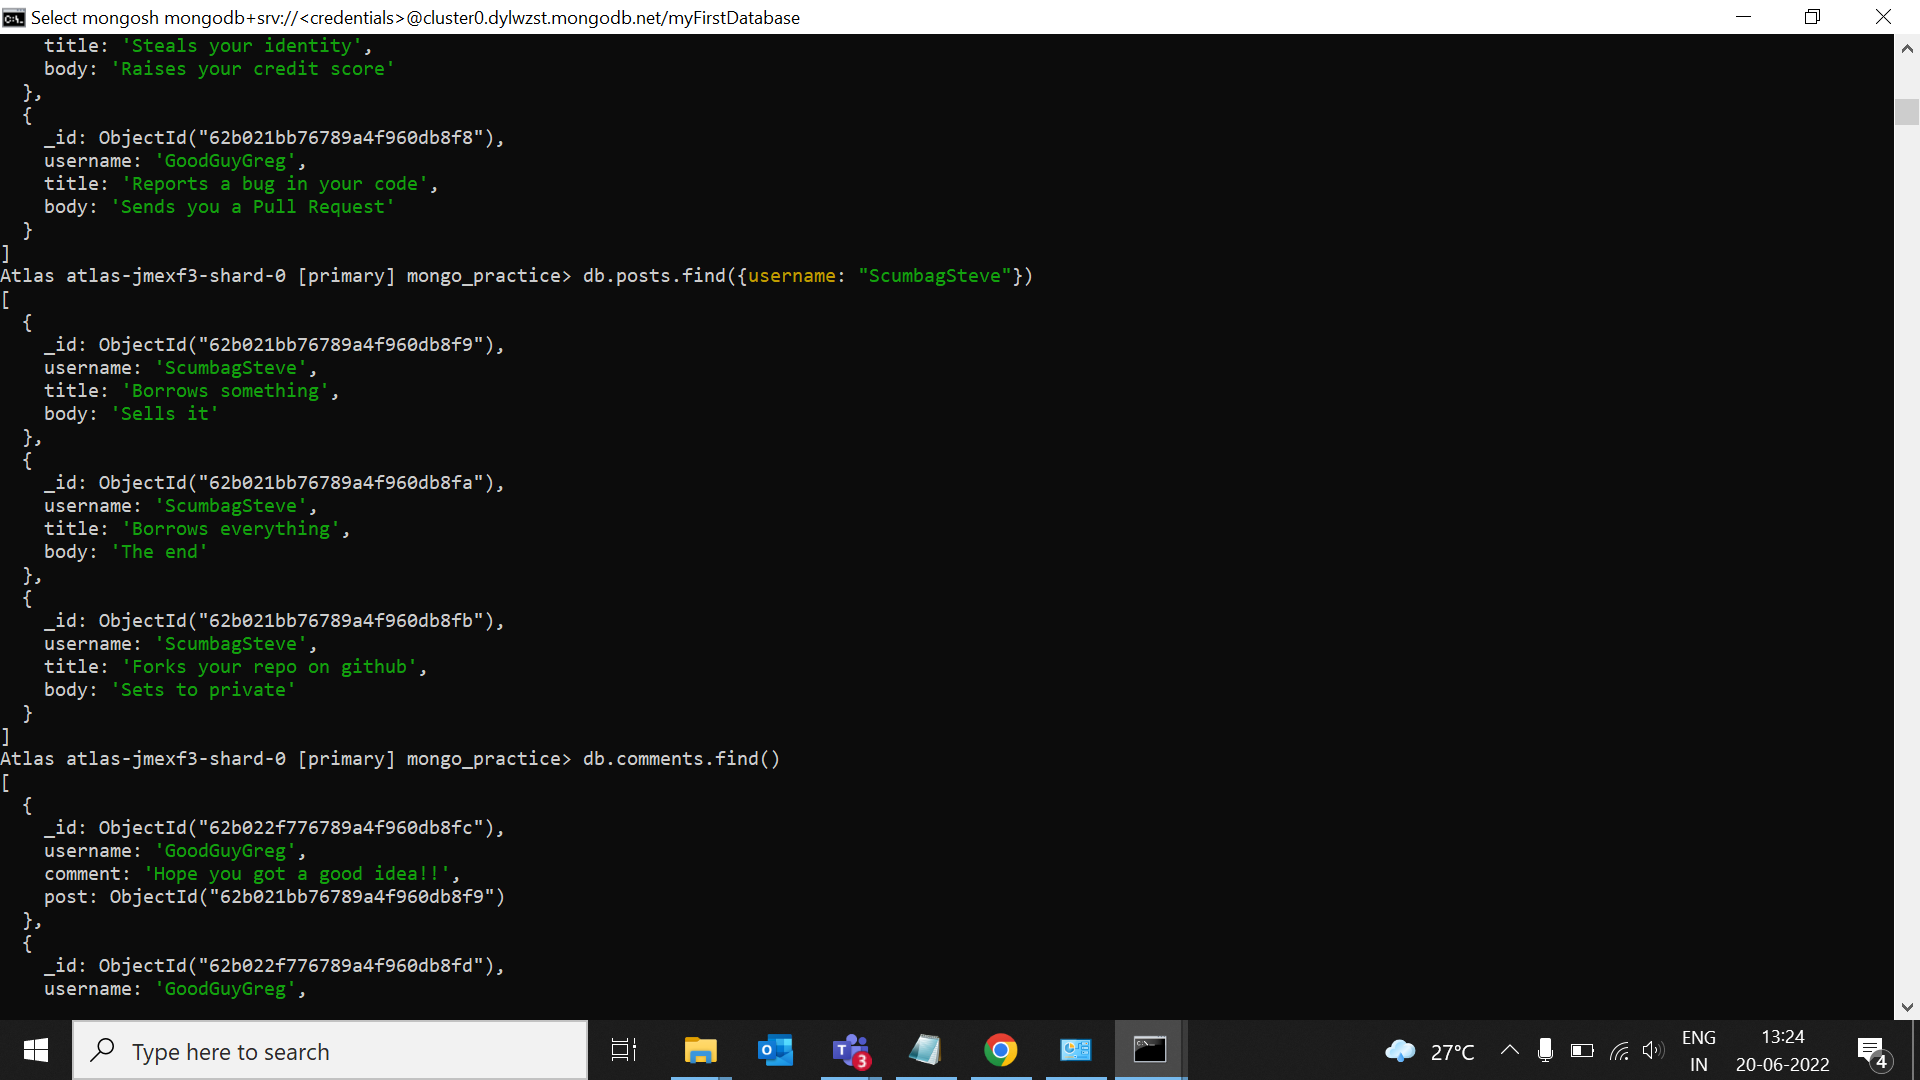 Select mongosh mongodb+srv://<credentials>@cluster0.dylwzst.mongodb.net/myFirstDatabase
    title: 'Steals your identity',
    body: 'Raises your credit score'
  },
  {
    _id: ObjectId("62b021bb76789a4f960db8f8"),
    username: 'GoodGuyGreg',
    title: 'Reports a bug in your code',
    body: 'Sends you a Pull Request'
  }
]
Atlas atlas-jmexf3-shard-0 [primary] mongo_practice> db.posts.find({username: "ScumbagSteve"})
[
  {
    _id: ObjectId("62b021bb76789a4f960db8f9"),
    username: 'ScumbagSteve',
    title: 'Borrows something',
    body: 'Sells it'
  },
  {
    _id: ObjectId("62b021bb76789a4f960db8fa"),
    username: 'ScumbagSteve',
    title: 'Borrows everything',
    body: 'The end'
  },
  {
    _id: ObjectId("62b021bb76789a4f960db8fb"),
    username: 'ScumbagSteve',
    title: 'Forks your repo on github',
    body: 'Sets to private'
  }
]
Atlas atlas-jmexf3-shard-0 [primary] mongo_practice> db.comments.find()
[
  {
    _id: ObjectId("62b022f776789a4f960db8fc"),
    username: 'GoodGuyGreg',
    comment: 'Hope you got a good idea!!',
    post: ObjectId("62b021bb76789a4f960db8f9")
  },
  {
    _id: ObjectId("62b022f776789a4f960db8fd"),
    username: 'GoodGuyGreg',
Type here to search
3
27°C
ENG
IN
13:24
20-06-2022
4